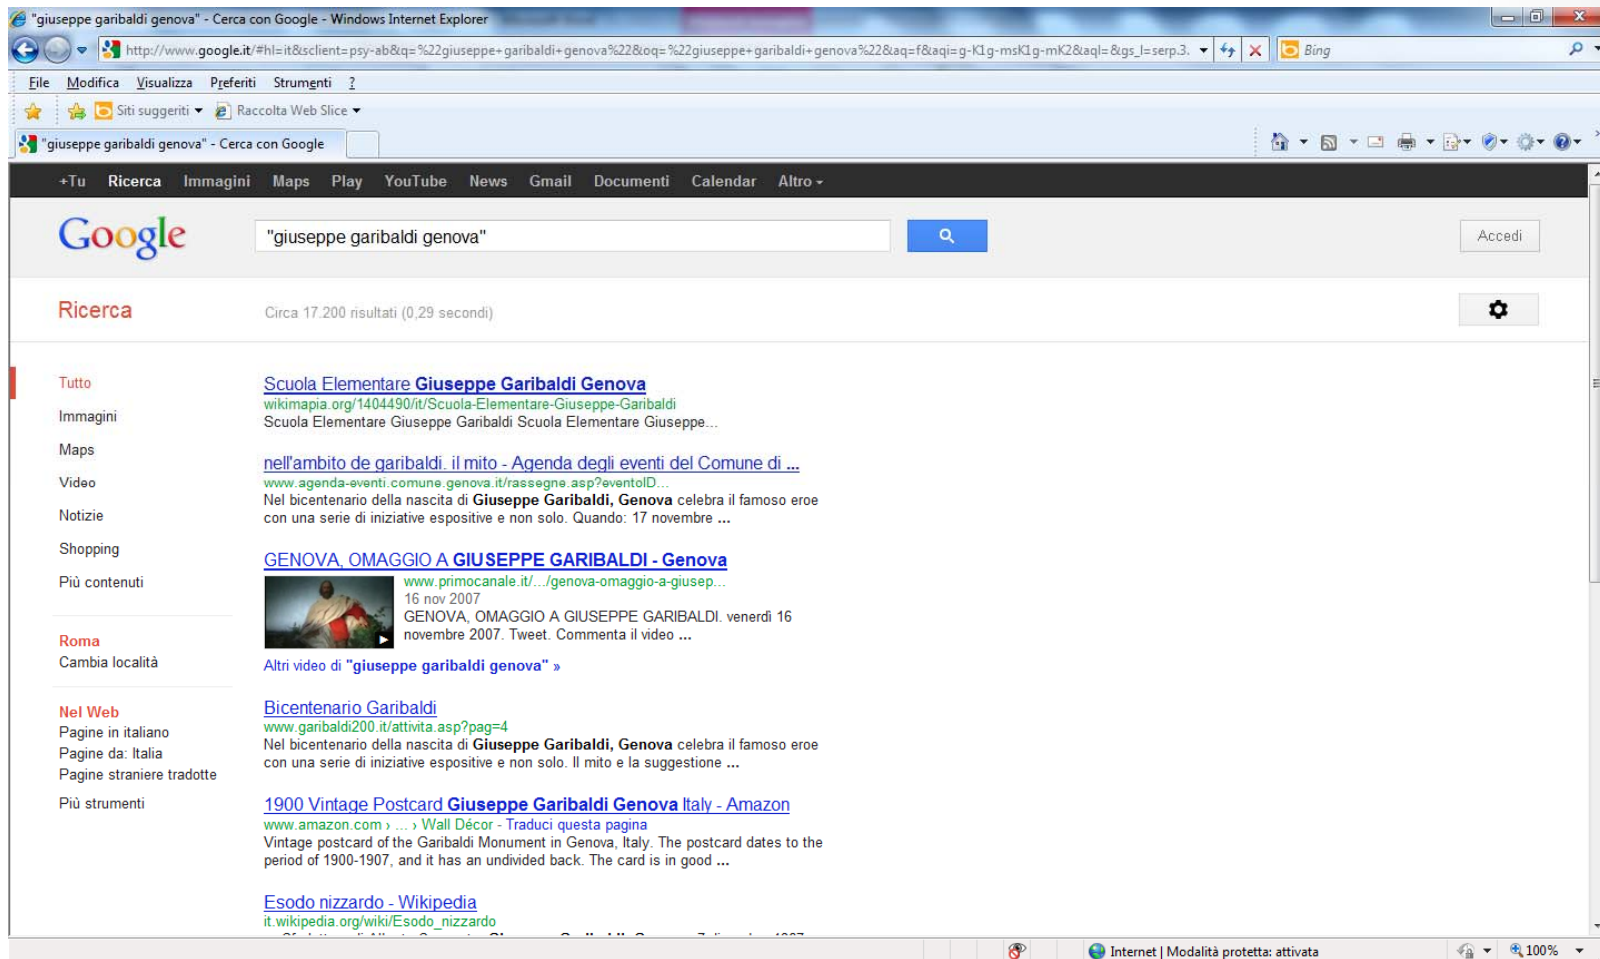 "giuseppe garibaldi genova" - Cerca con Google - Windows Internet Explorer
http://www.google.it/#hl=it&sclient=psy-ab&q=%22giuseppe+garibaldi+genova%22&oq=%22giuseppe+garibaldi+genova%22&aq=f&aqi=g-K1g-msK1g-mK2&aql=&gs_l=serp.3.
Bing
File Modifica Visualizza Preferiti Strumenti ?
Siti suggeriti Raccolta Web Slice
"giuseppe garibaldi genova" - Cerca con Google
+Tu Ricerca Immagini Maps Play YouTube News Gmail Documenti Calendar Altro
Google
"giuseppe garibaldi genova"
Accedi
Ricerca
Circa 17.200 risultati (0,29 secondi)
Tutto
Immagini
Maps
Video
Notizie
Shopping
Più contenuti
Roma
Cambia località
Nel Web
Pagine in italiano
Pagine da: Italia
Pagine straniere tradotte
Più strumenti
Scuola Elementare Giuseppe Garibaldi Genova
wikimapia.org/1404490/it/Scuola-Elementare-Giuseppe-Garibaldi
Scuola Elementare Giuseppe Garibaldi Scuola Elementare Giuseppe...
nell'ambito de garibaldi. il mito - Agenda degli eventi del Comune di ...
www.agenda-eventi.comune.genova.it/rassegne.asp?eventoID...
Nel bicentenario della nascita di Giuseppe Garibaldi, Genova celebra il famoso eroe
con una serie di iniziative espositive e non solo. Quando: 17 novembre ...
GENOVA, OMAGGIO A GIUSEPPE GARIBALDI - Genova
www.primocanale.it/.../genova-omaggio-a-giusep...
16 nov 2007
GENOVA, OMAGGIO A GIUSEPPE GARIBALDI. venerdì 16
novembre 2007. Tweet. Commenta il video ...
Altri video di "giuseppe garibaldi genova" »
Bicentenario Garibaldi
www.garibaldi200.it/attivita.asp?pag=4
Nel bicentenario della nascita di Giuseppe Garibaldi, Genova celebra il famoso eroe
con una serie di iniziative espositive e non solo. Il mito e la suggestione ...
1900 Vintage Postcard Giuseppe Garibaldi Genova Italy - Amazon
www.amazon.com › ... › Wall Décor - Traduci questa pagina
Vintage postcard of the Garibaldi Monument in Genova, Italy. The postcard dates to the
period of 1900-1907, and it has an undivided back. The card is in good ...
Esodo nizzardo - Wikipedia
it.wikipedia.org/wiki/Esodo_nizzardo
Internet | Modalità protetta: attivata
100%